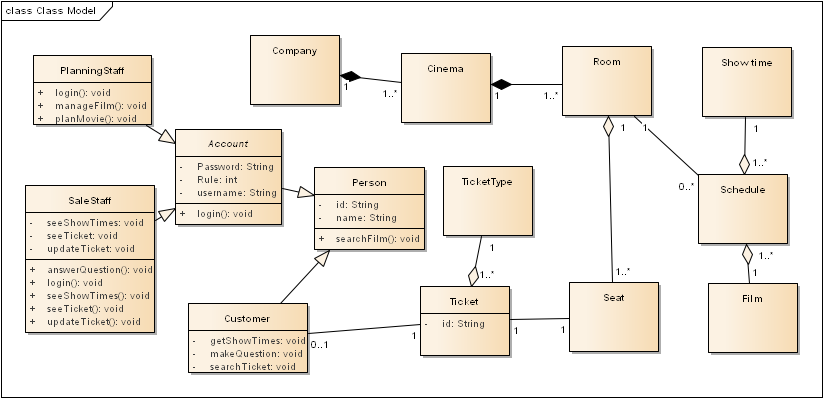 class Class Model
PlanningStaff
+ login(): void
+ manageFilm(): void
+ planMovie(): void
Company
1
1..*
Cinema
1
1..*
Room
1
1
Show time
1
1..*
Account
- Password: String
- Rule: int
- username: String
+ login(): void
Person
- id: String
- name: String
+ searchFilm(): void
TicketType
1
1..*
0..*
Schedule
1..*
1
SaleStaff
- seeShowTimes: void
- seeTicket: void
- updateTicket: void
+ answerQuestion(): void
+ login(): void
+ seeShowTimes(): void
+ seeTicket(): void
+ updateTicket(): void
1..*
Ticket
- id: String
1
1
Seat
1
Film
Customer
- getShowTimes: void
- makeQuestion: void
- searchTicket: void
0..1